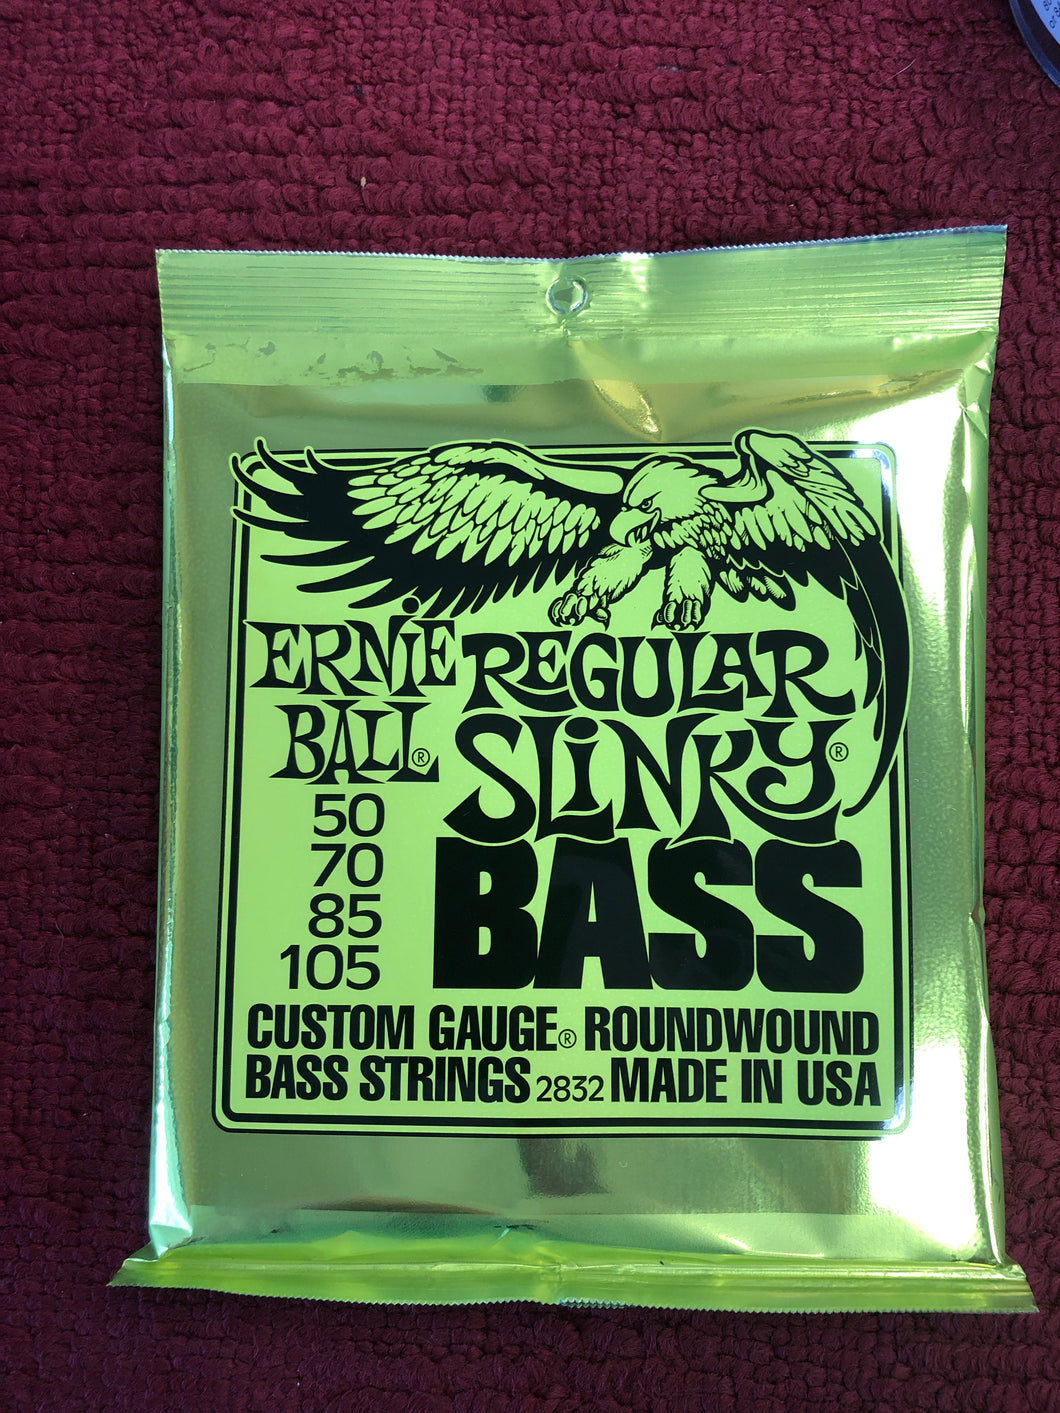 ERNiE BALL®
REGULAR SLiNKY®
BASS
50
70
85
105
CUSTOM GAUGE® ROUNDWOUND
BASS STRINGS 2832 MADE IN USA